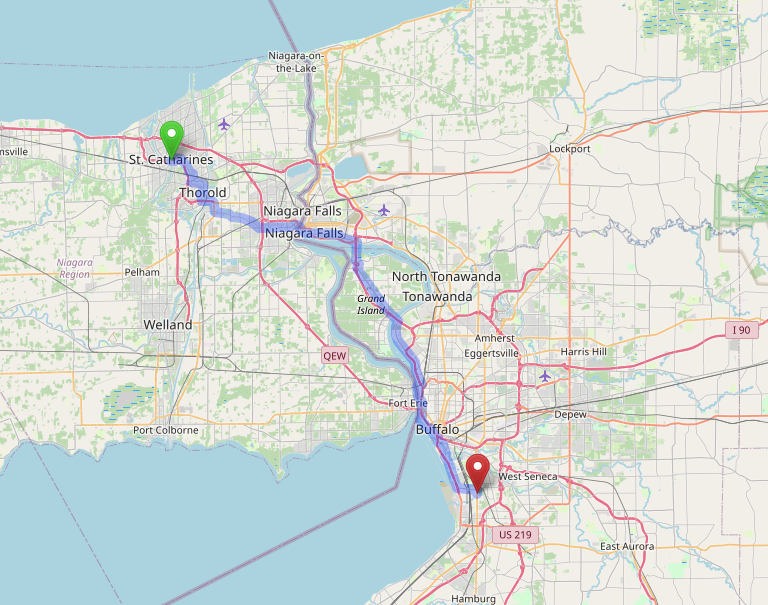 Niagara-on-
the-Lake
Lockport
St. Catharines
Thorold
Niagara Falls
Niagara Falls
Niagara
Region
Pelham
North Tonawanda
Tonawanda
Grand
Island
Welland
I 90
Amherst
Eggertsville
Harris Hill
QEW
Fort Erie
Depew
Port Colborne
Buffalo
West Seneca
US 219
East Aurora
Hamburg